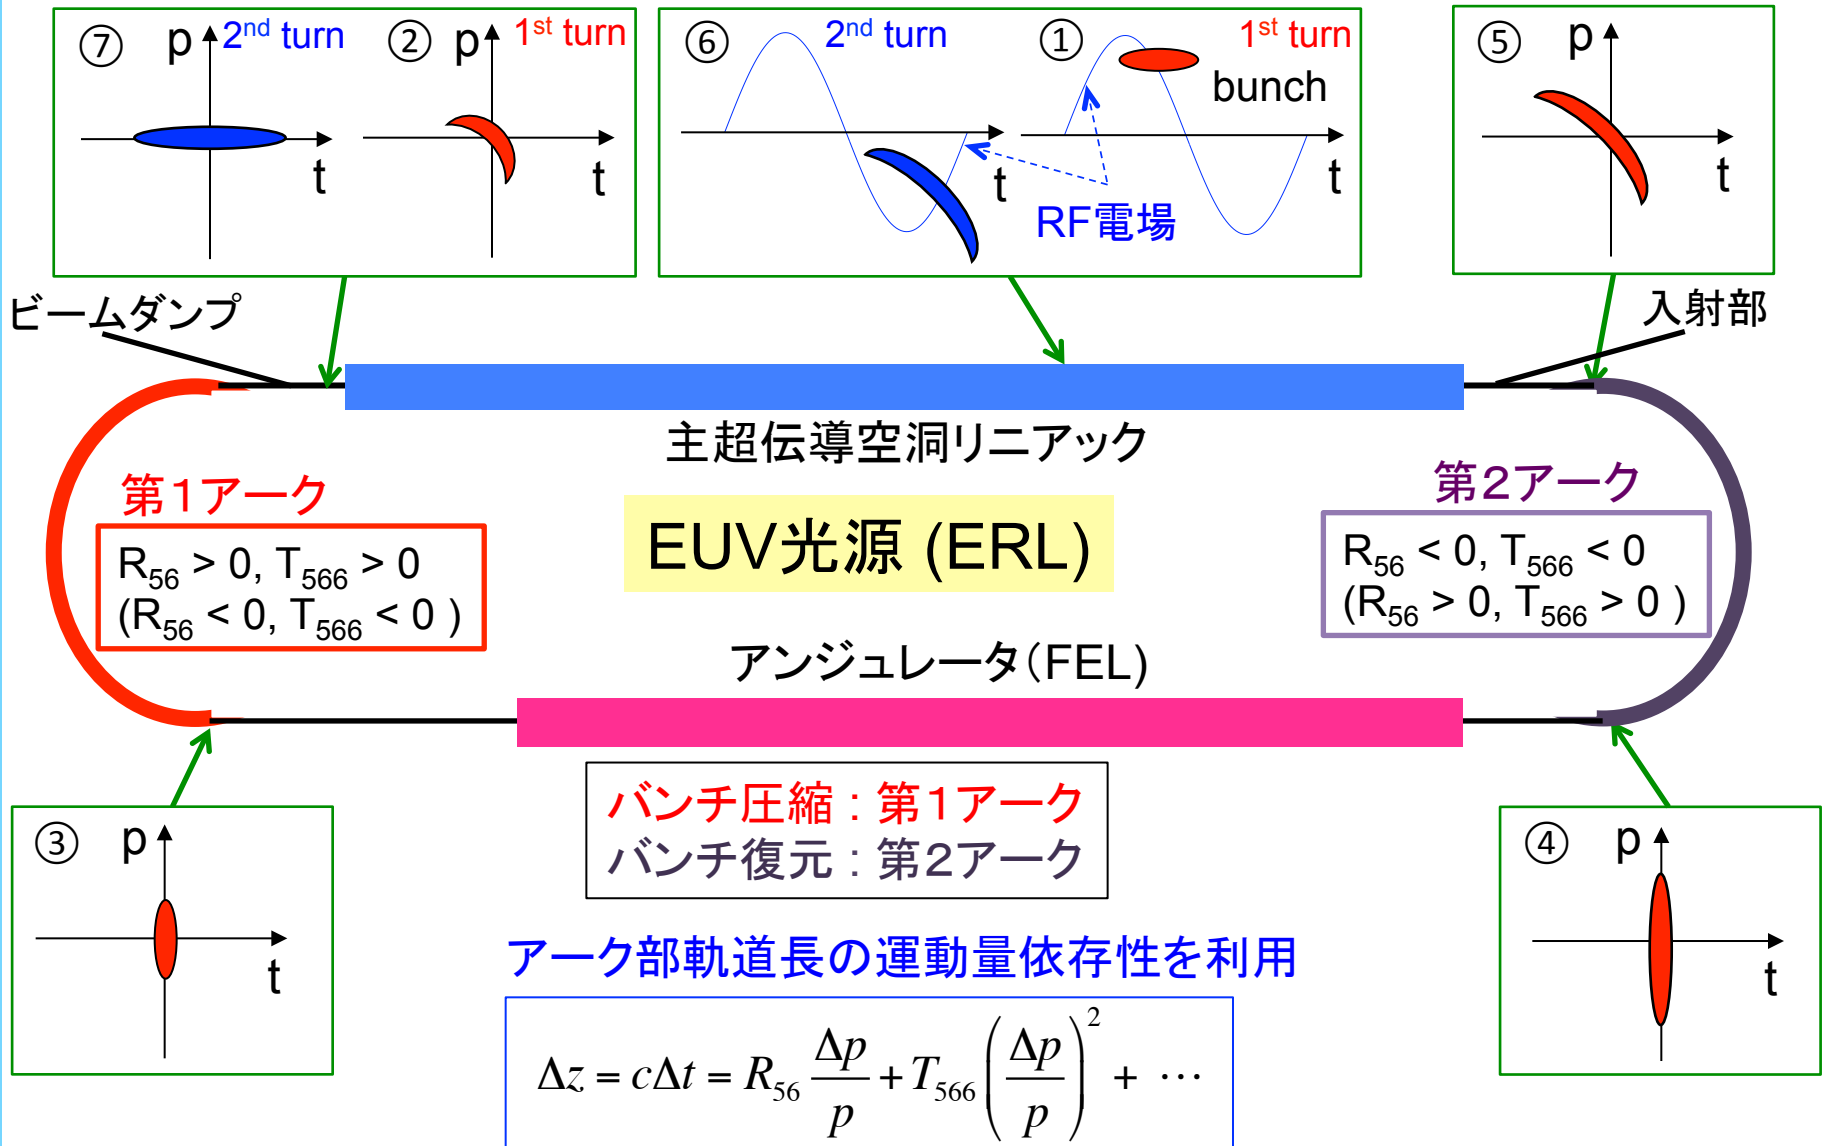 ⑦ p 2nd turn
② p 1st turn
t
t
⑥ 2nd turn
① 1st turn
bunch
t
t
RF電場
⑤ p
t
ビームダンプ
入射部
主超伝導空洞リニアック
第1アーク
R56 > 0, T566 > 0
(R56 < 0, T566 < 0 )
EUV光源 (ERL)
第2アーク
R56 < 0, T566 < 0
(R56 > 0, T566 > 0 )
アンジュレータ(FEL)
バンチ圧縮 : 第1アーク
バンチ復元 : 第2アーク
③ p
t
④ p
t
アーク部軌道長の運動量依存性を利用
Δz = cΔt = R56 Δp/p + T566 (Δp/p)^2 + ⋯